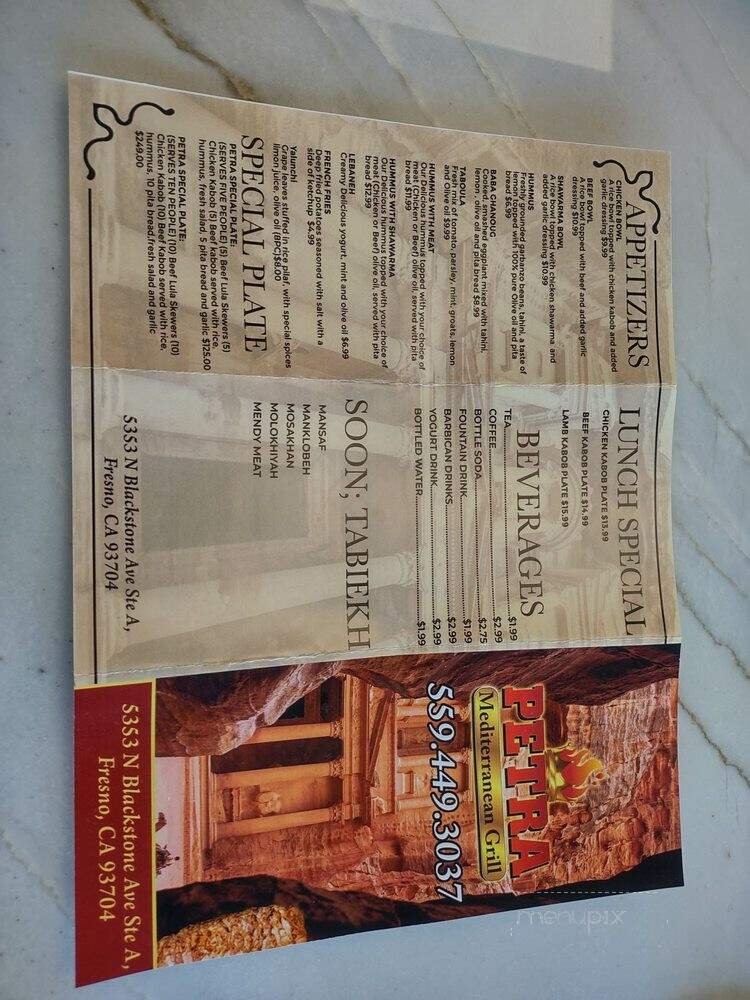 APPETIZERS
CHICKEN BOWL
A rice bowl topped with chicken kabob and added
garlic dressing $9.99
BEEF BOWL
A rice bowl topped with beef and added garlic
dressing $10.99
SHAWARMA BOWL
A rice bowl topped with chicken shawarma and
added garlic dressing $10.99
HUMMUS
Freshly grounded garbanzo beans, tahini, a taste of
lemon topped with 100% pure Olive oil and pita
bread $6.99
BABA GHANOUG
Cooked, smashed eggplant mixed with tahini,
lemon juice, olive oil and pita bread $8.99
TABOULA
Fresh mix of tomato, parsley, mint, groats, lemon
and Olive oil $9.99
HUMMUS WITH MEAT
Our Delicious hummus topped with your choice of
meat (Chicken or Beef) olive oil, served with pita
bread $11.99
HUMMUS WITH SHAWARMA
Our Delicious hummus topped with your choice of
meat (Chicken or Beef) olive oil, served with pita
bread $12.99
LEBANEH
Creamy Delicious yogurt, mint and olive oil $6.99
FRENCH FRIES
Deep fried potatoes seasoned with salt with a
side of Ketchup $4.99
Yalunch
Grape leaves stuffed in rice pilaf, with special spices
limon juice, olive oil (8PC)$8.00
SPECIAL PLATE
PETRA SPECIAL PLATE:
(SERVES FIVE PEOPLE) (5) Beef Lula Skewers (5)
Chicken Kabob (5) Beef kabob served with rice,
hummus, fresh salad, 5 pita bread and garlic $125.00
PETRA SPECIAL PLATE:
(SERVES TEN PEOPLE) (10) Beef Lula Skewers (10)
Chicken Kabob (10) Beef Kabob served with rice,
hummus, 10 pita bread,fresh salad and garlic
$249.00
LUNCH SPECIAL
CHICKEN KABOB PLATE $13.99
BEEF KABOB PLATE $14.99
LAMB KABOB PLATE $15.99
BEVERAGES
TEA $1.99
COFFEE $2.99
BOTTLE SODA $2.75
FOUNTAIN DRINK $1.99
BARBICAN DRINKS $2.99
YOGURT DRINK $2.99
BOTTLED WATER $1.99
SOON; TABIEKH
MANSAF
MANKLOBEH
MOSAKHAN
MOLOKHIYAH
MENDY MEAT
5353 N Blackstone Ave Ste A,
Fresno, CA 93704
PETRA
Mediterranean Grill
559.449.3037
5353 N Blackstone Ave Ste A,
Fresno, CA 93704
menupix